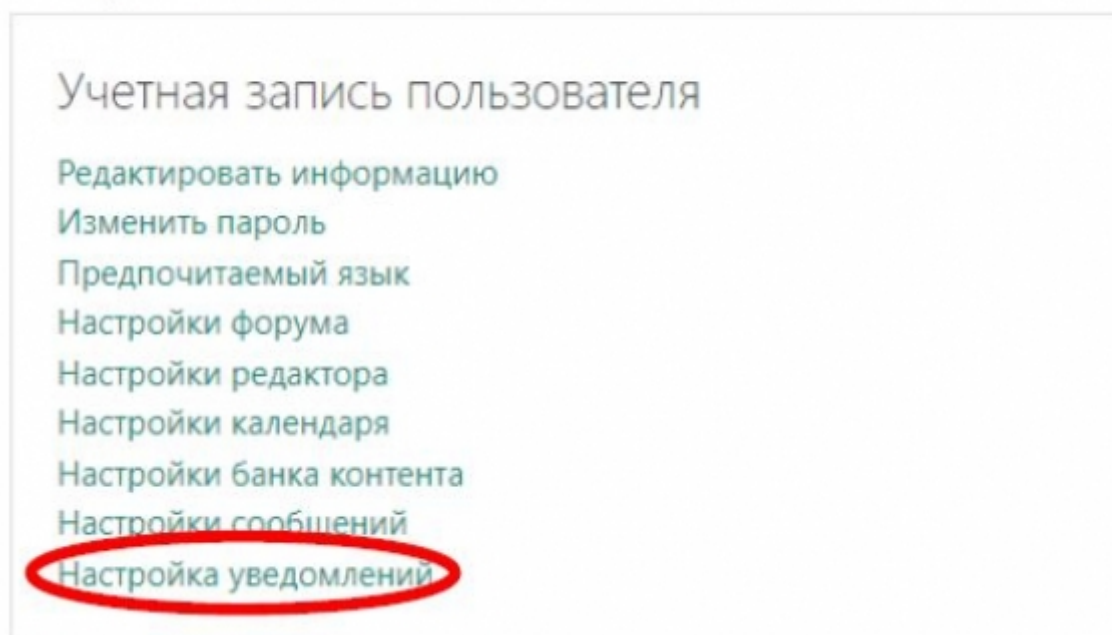 Учетная запись пользователя
Редактировать информацию
Изменить пароль
Предпочитаемый язык
Настройки форума
Настройки редактора
Настройки календаря
Настройки банка контента
Настройки сообщений
Настройка уведомлений